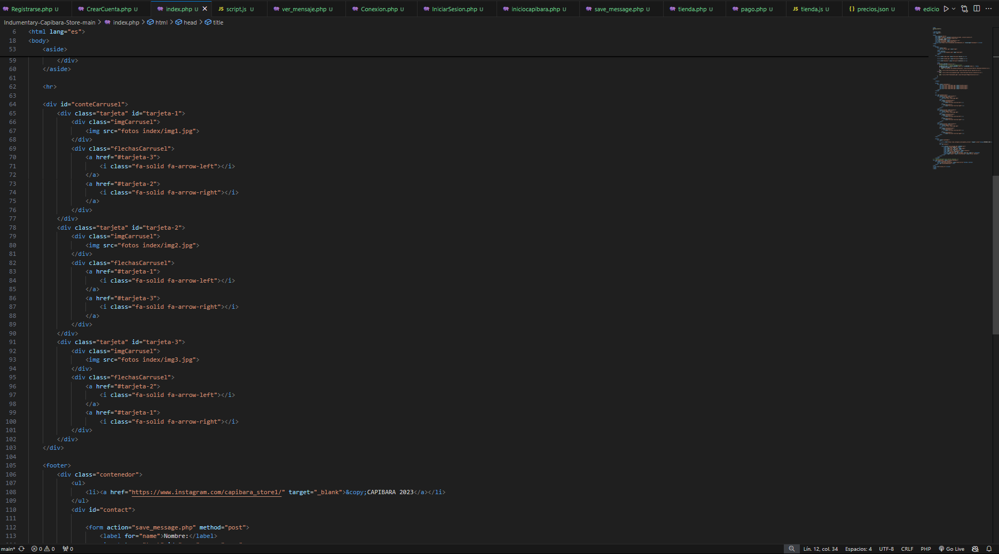 Registrarse.php U CrearCuenta.php U index.php U JS script.js U ver_mensaje.php U Conexion.php U IniciarSesion.php U iniciocapibara.php U save_message.php U tienda.php U pago.php U JS tienda.js U {} precios.json U edicio
Indumentary-Capibara-Store-main > index.php > html > head > title
6 <html lang="es">
18 <body>
53 <aside>
59 </div>
60 </aside>
61
62 <hr>
63
64 <div id="conteCarrusel">
65 <div class="tarjeta" id="tarjeta-1">
66 <div class="imgCarrusel">
67 <img src="fotos index/img1.jpg">
68 </div>
69 <div class="flechasCarrusel">
70 <a href="#tarjeta-3">
71 <i class="fa-solid fa-arrow-left"></i>
72 </a>
73 <a href="#tarjeta-2">
74 <i class="fa-solid fa-arrow-right"></i>
75 </a>
76 </div>
77 </div>
78 <div class="tarjeta" id="tarjeta-2">
79 <div class="imgCarrusel">
80 <img src="fotos index/img2.jpg">
81 </div>
82 <div class="flechasCarrusel">
83 <a href="#tarjeta-1">
84 <i class="fa-solid fa-arrow-left"></i>
85 </a>
86 <a href="#tarjeta-3">
87 <i class="fa-solid fa-arrow-right"></i>
88 </a>
89 </div>
90 </div>
91 <div class="tarjeta" id="tarjeta-3">
92 <div class="imgCarrusel">
93 <img src="fotos index/img3.jpg">
94 </div>
95 <div class="flechasCarrusel">
96 <a href="#tarjeta-2">
97 <i class="fa-solid fa-arrow-left"></i>
98 </a>
99 <a href="#tarjeta-1">
100 <i class="fa-solid fa-arrow-right"></i>
101 </div>
102 </div>
103 </div>
104
105 <footer>
106 <div class="contenedor">
107 <ul>
108 <li><a href="https://www.instagram.com/capibara_store1/" target="_blank">&copy;CAPIBARA 2023</a></li>
109 </ul>
110 <div id="contact">
111
112 <form action="save_message.php" method="post">
113 <label for="name">Nombre:</label>
main* 0 0 0 Lín. 12, col. 34 Espacios: 4 UTF-8 CRLF PHP Go Live